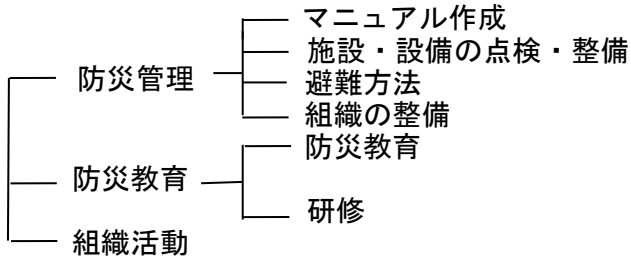 マニュアル作成
施設・設備の点検・整備
防災管理
避難方法
組織の整備
防災教育
防災教育
研修
組織活動